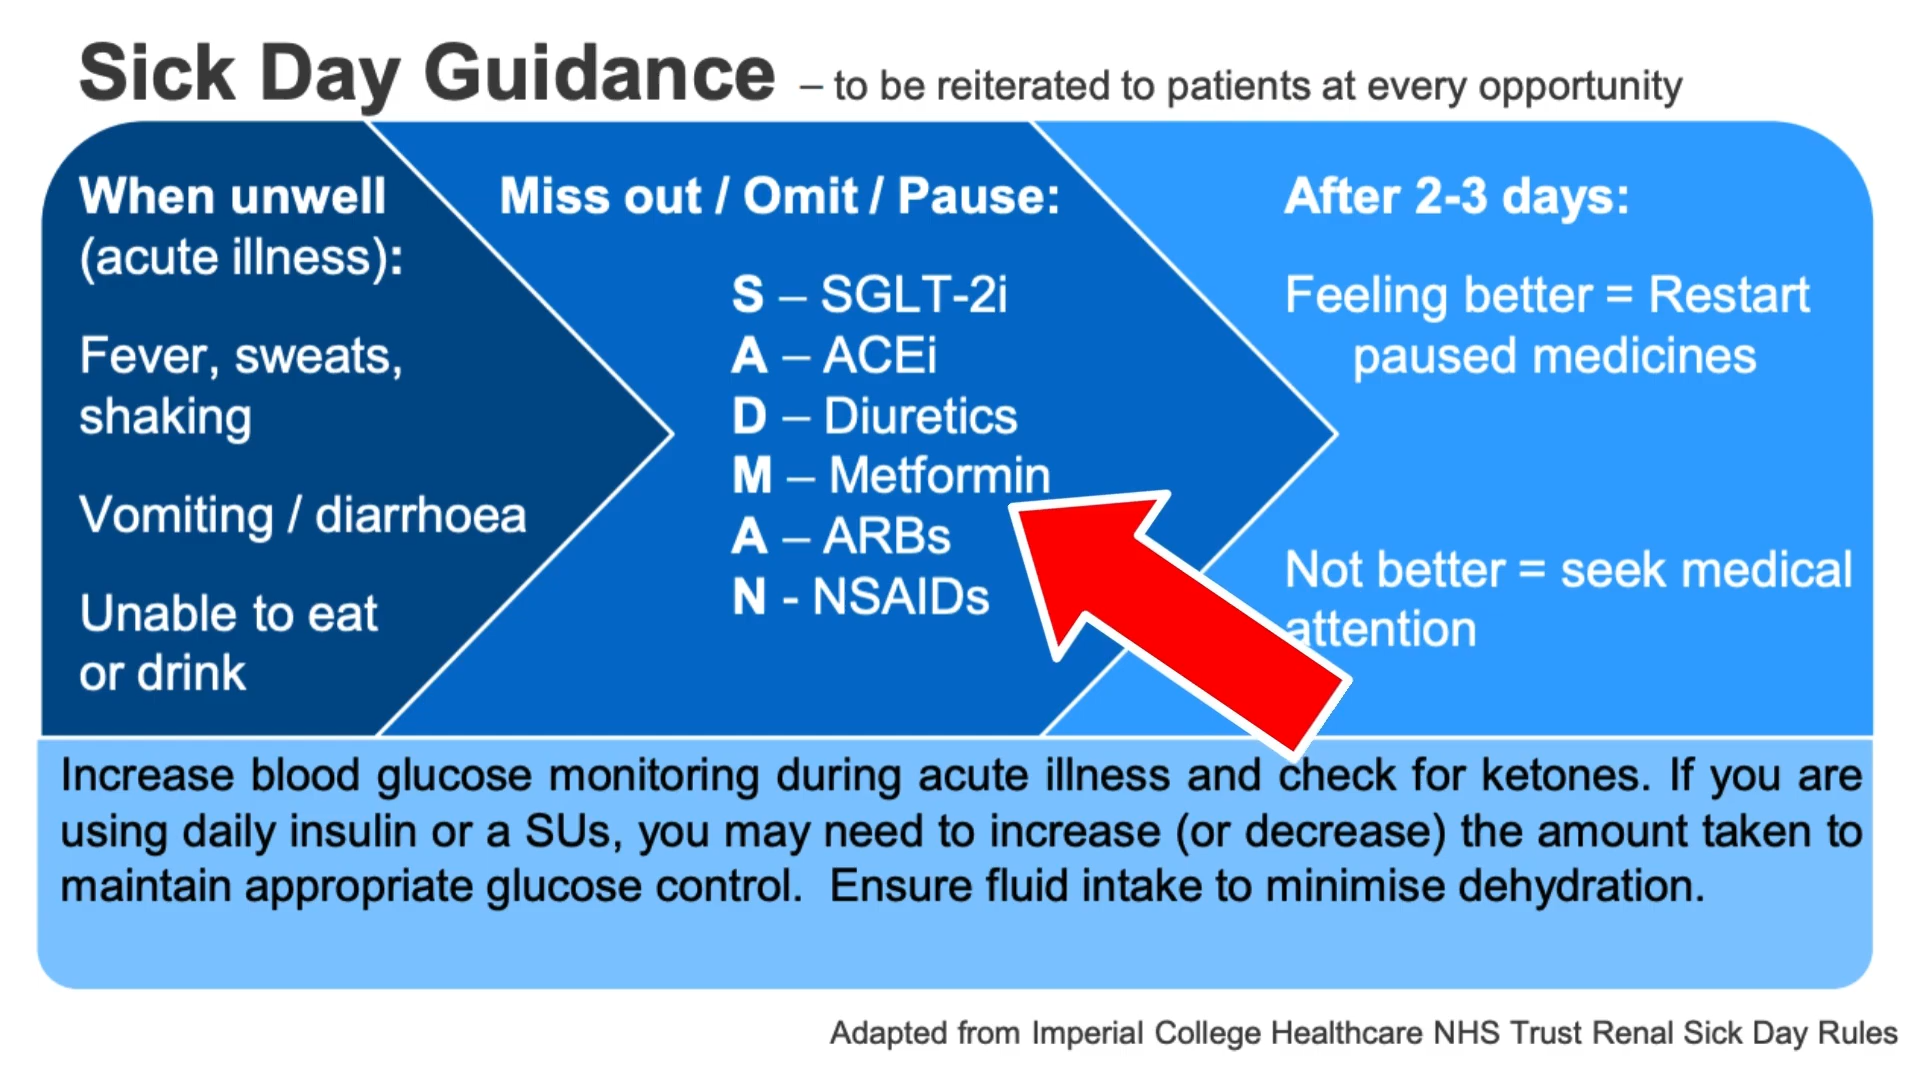 Sick Day Guidance – to be reiterated to patients at every opportunity
When unwell
(acute illness):
Fever, sweats,
shaking
Vomiting / diarrhoea
Unable to eat
or drink
Miss out / Omit / Pause:
S – SGLT-2i
A – ACEi
D – Diuretics
M – Metformin
A – ARBs
N - NSAIDs
After 2-3 days:
Feeling better = Restart
paused medicines
Not better = seek medical
attention
Increase blood glucose monitoring during acute illness and check for ketones. If you are
using daily insulin or a SUs, you may need to increase (or decrease) the amount taken to
maintain appropriate glucose control. Ensure fluid intake to minimise dehydration.
Adapted from Imperial College Healthcare NHS Trust Renal Sick Day Rules